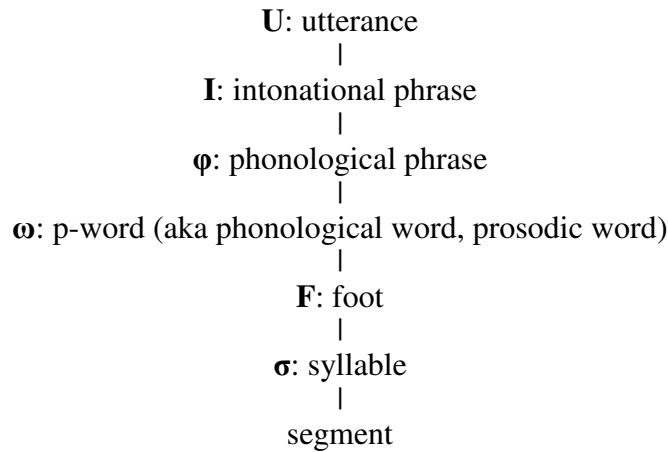 U: utterance
I: intonational phrase
φ: phonological phrase
ω: p-word (aka phonological word, prosodic word)
F: foot
σ: syllable
segment